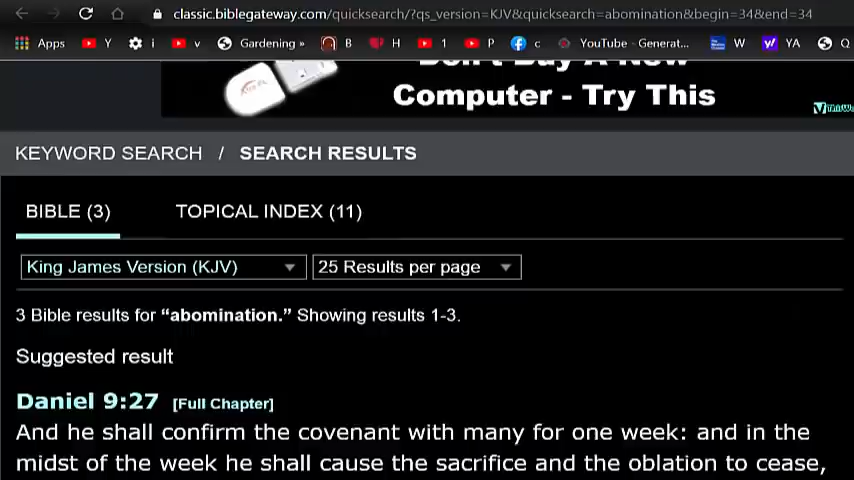 classic.biblegateway.com/quicksearch/?qs_version=KJV&quicksearch=abomination&begin=34&end=34
Apps Y i v Gardening » B H 1 P c YouTube - Generat... W YA Q
Computer - Try This
KEYWORD SEARCH / SEARCH RESULTS
BIBLE (3) TOPICAL INDEX (11)
King James Version (KJV) 25 Results per page
3 Bible results for “abomination.” Showing results 1-3.
Suggested result
Daniel 9:27 [Full Chapter]
And he shall confirm the covenant with many for one week: and in the
midst of the week he shall cause the sacrifice and the oblation to cease,